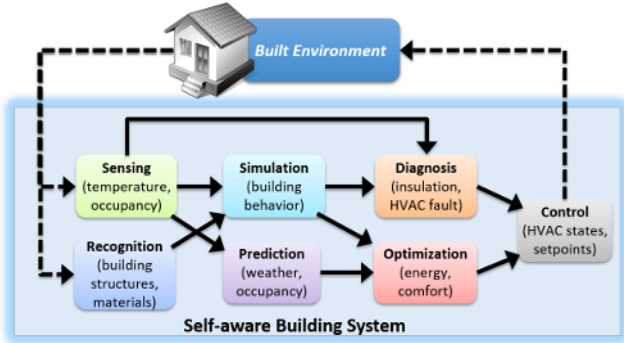 Built Environment
Sensing
(temperature,
occupancy)
Simulation
(building
behavior)
Diagnosis
(insulation,
HVAC fault)
Control
(HVAC states,
setpoints)
Recognition
(building
structures,
materials)
Prediction
(weather,
occupancy)
Optimization
(energy,
comfort)
Self-aware Building System